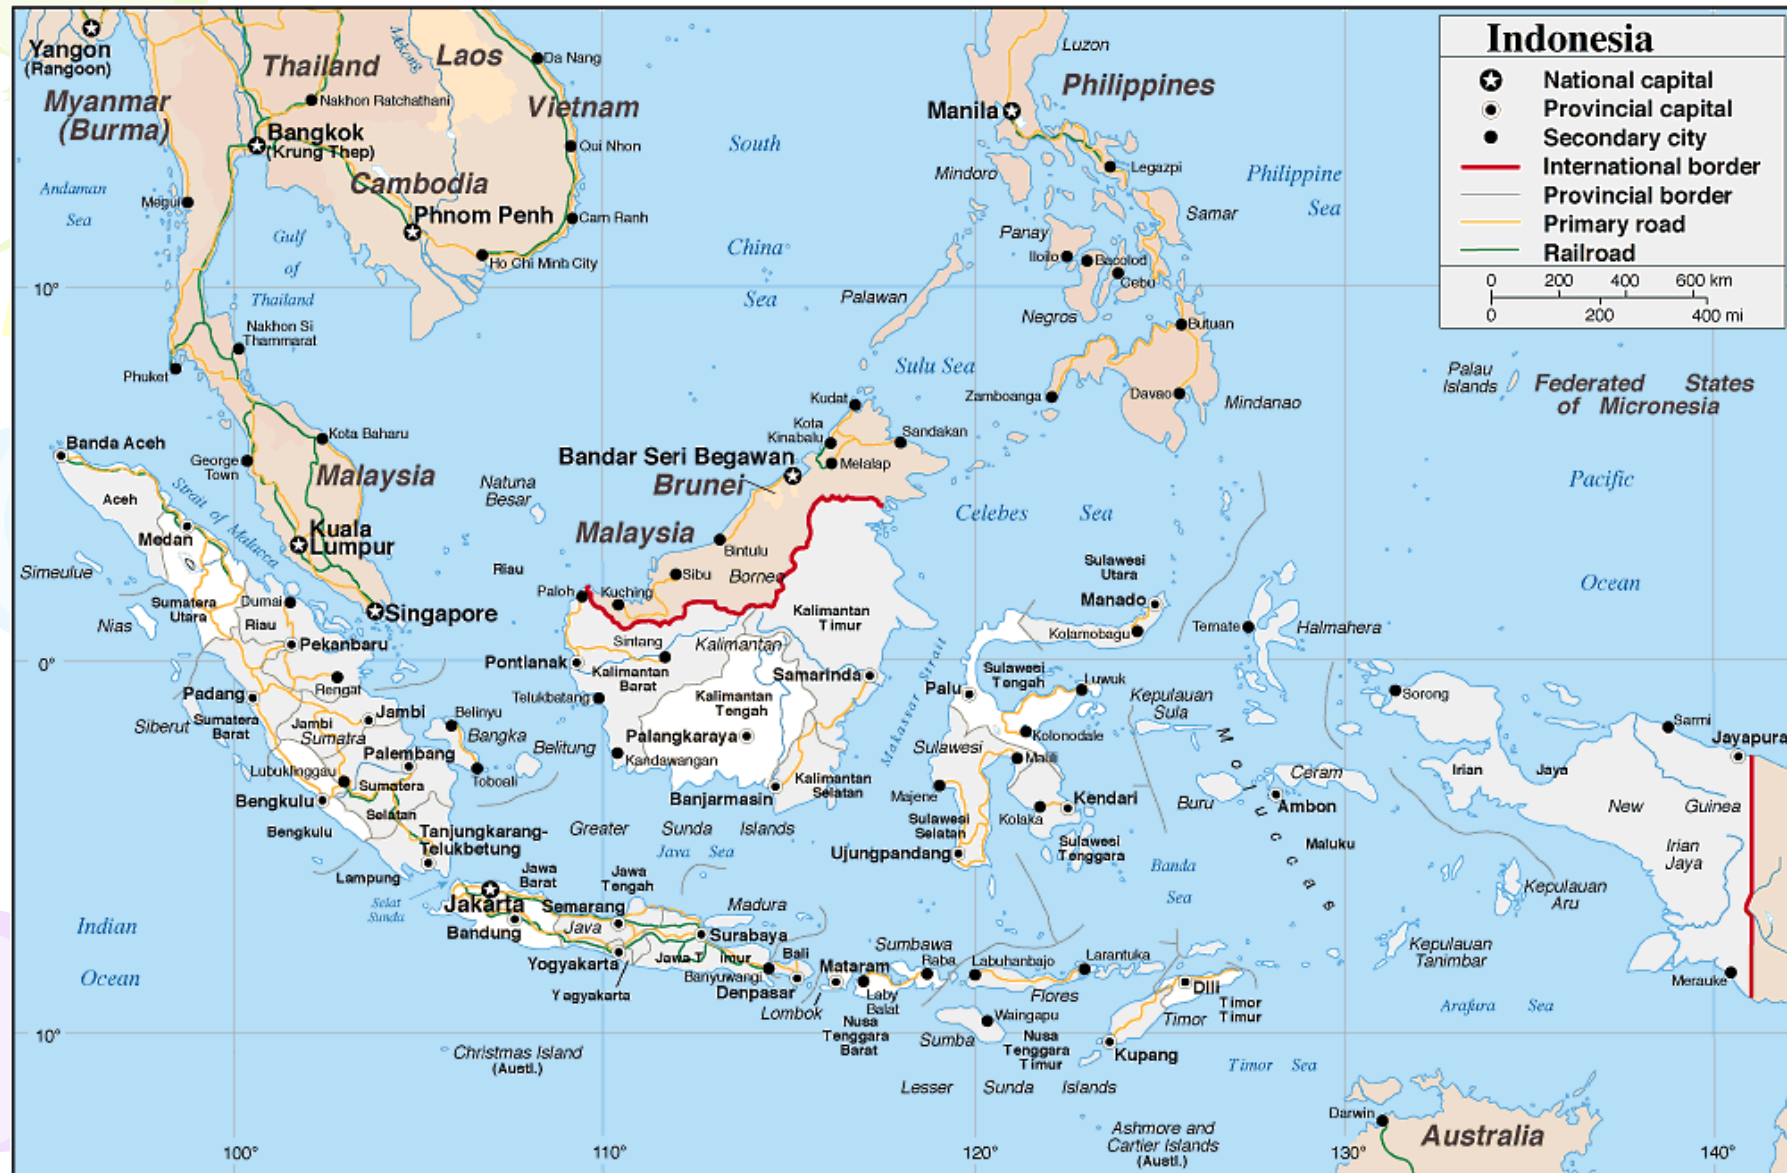 Indonesia
National capital
Provincial capital
Secondary city
International border
Provincial border
Primary road
Railroad
0 200 400 600 km
0 200 400 mi
Yangon
(Rangoon)
Myanmar
(Burma)
Thailand
Laos
Mekong
Da Nang
Vietnam
Nakhon Ratchathani
Bangkok
(Krung Thep)
Qui Nhon
Cambodia
Phnom Penh
Cam Ranh
Ho Chi Minh City
Andaman
Sea
Megui
Gulf
of
Thailand
10°
Nakhon Si
Thammarat
Phuket
South
China
Sea
Luzon
Philippines
Manila
Legazpi
Mindoro
Philippine
Sea
Samar
Panay
Iloilo
Bacolod
Cebu
Palawan
Negros
Butuan
Sulu Sea
Zamboanga
Davao
Mindanao
Palau
Islands
Federated States
of Micronesia
Banda Aceh
Kota Baharu
George
Town
Malaysia
Aceh
Strait of Malacca
Medan
Kuala
Lumpur
Natuna
Besar
Kudat
Kota
Kinabalu
Sandakan
Bandar Seri Begawan
Melalap
Brunei
Malaysia
Bintulu
Celebes Sea
Pacific
Ocean
Simeulue
Sumatera
Utara
Dumai
Singapore
Riau
Riau
Nias
Pekanbaru
Paloh
Kuching
Sibu
Borneo
Kalimantan
Timur
Sulawesi
Utara
Manado
Kolamobagu
Temate
Halmahera
0°
Sintang
Kalimantan
Pontianak
Kalimantan
Barat
Samarinda
Makassar Strait
Sulawesi
Tengah
Palu
Luwuk
Kepulauan
Sula
Sorong
Rengat
Padang
Jambi
Siberut
Sumatera
Barat
Jambi
Sumatra
Belinyu
Bangka
Belitung
Telukbatang
Kalimantan
Tengah
Palangkaraya
Kandawangan
Sulawesi
Kolonodale
Malili
Moluccas
Sarmi
Jayapura
Palembang
Lubuklinggau
Sumatera
Selatan
Toboali
Bengkulu
Bengkulu
Banjarmasin
Kalimantan
Selatan
Majene
Kendari
Kolaka
Sulawesi
Selatan
Sulawesi
Tenggara
Ujungpandang
Buru
Ceram
Ambon
Maluku
Irian Jaya
New Guinea
Irian
Jaya
Tanjungkarang-
Telukbetung
Lampung
Greater Sunda Islands
Java Sea
Banda
Sea
Kepulauan
Aru
Selat
Sunda
Jawa
Barat
Jawa
Tengah
Jakarta
Semarang
Madura
Bandung
Java
Surabaya
Yogyakarta
Jawa T imur
Bali
Yagyakarta
Banyuwangi
Denpasar
Lombok
Mataram
Sumbawa
Raba
Laby
Balat
Nusa
Tenggara
Barat
Labuhanbajo
Larantuka
Flores
Waingapu
Sumba
Nusa
Tenggara
Timur
Dili
Timor
Timor
Timur
Kupang
Kepulauan
Tanimbar
Merauke
Arafura Sea
Timor Sea
Indian
Ocean
10°
Christmas Island
(Austl.)
Lesser Sunda Islands
Ashmore and
Cartier Islands
(Austl.)
Darwin
Australia
100° 110° 120° 130° 140°